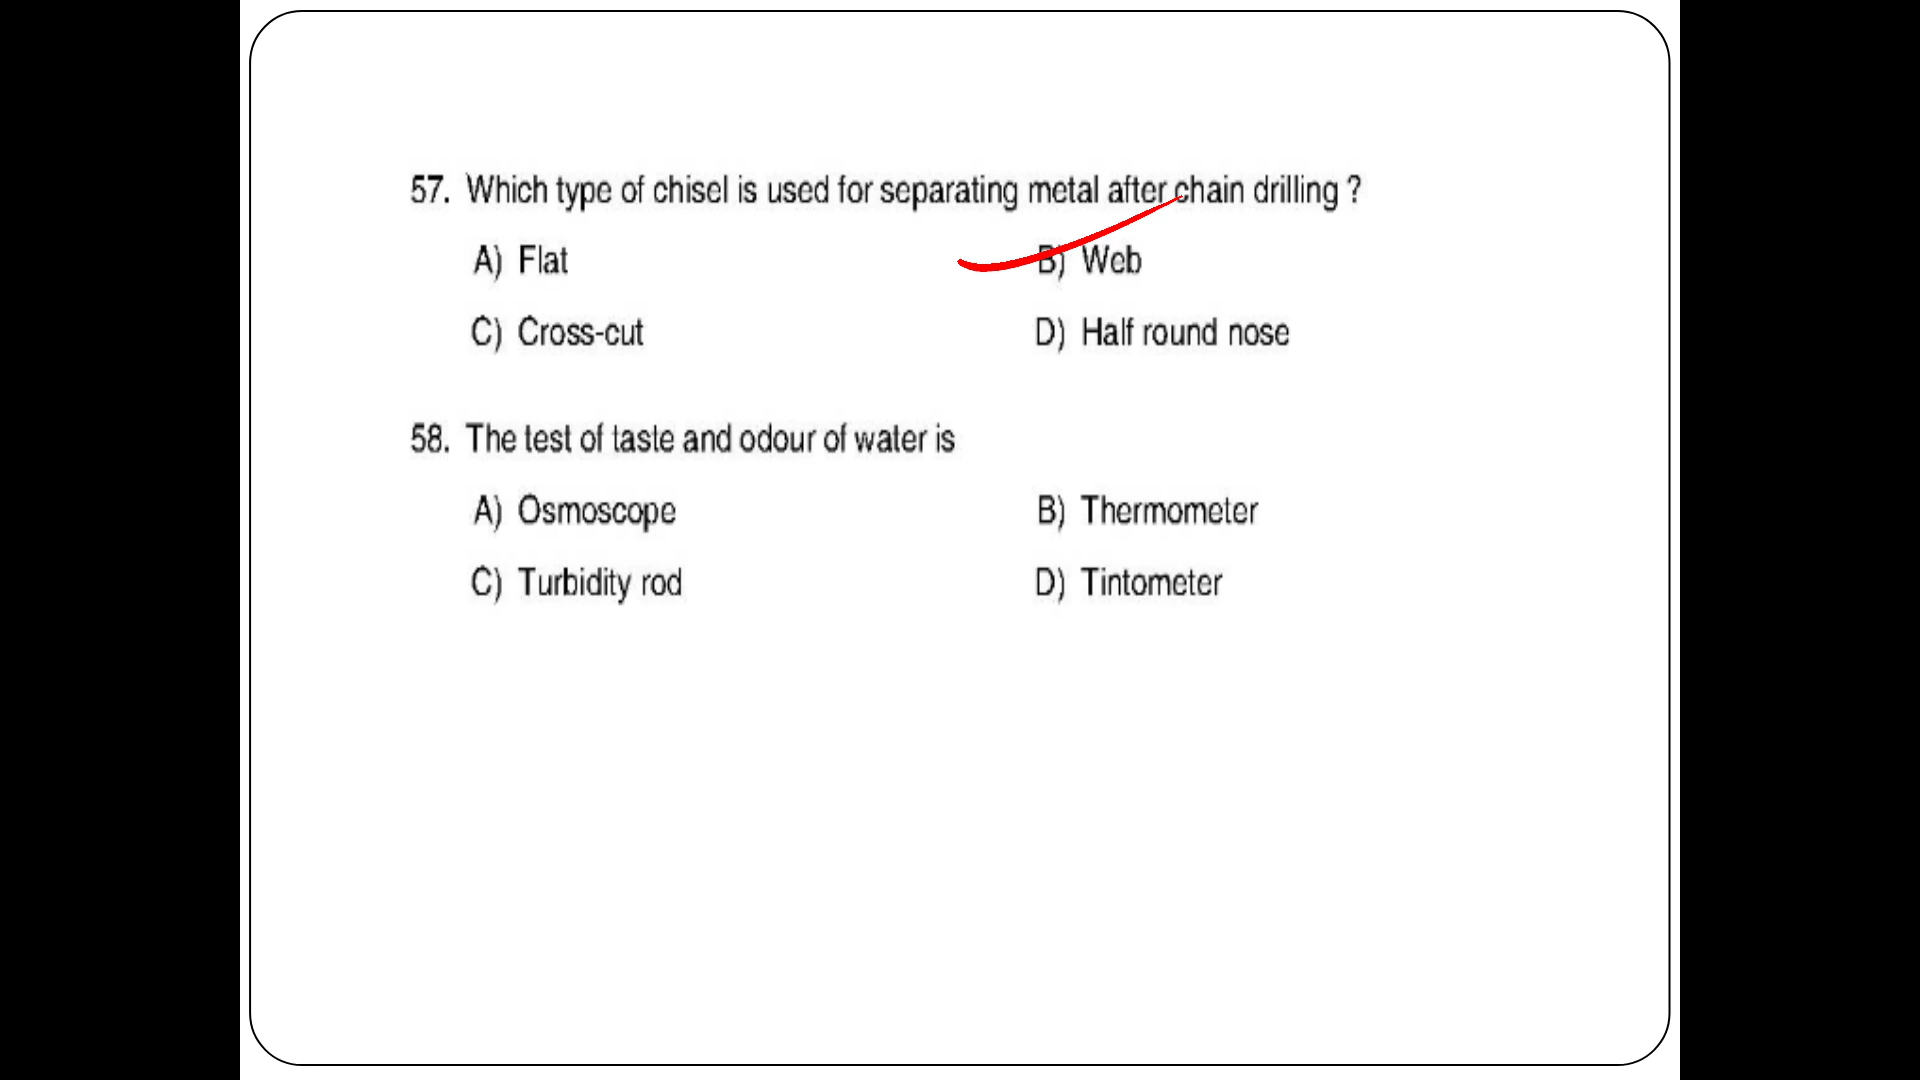 57. Which type of chisel is used for separating metal after chain drilling ?
A) Flat B) Web
C) Cross-cut D) Half round nose
58. The test of taste and odour of water is
A) Osmoscope B) Thermometer
C) Turbidity rod D) Tintometer